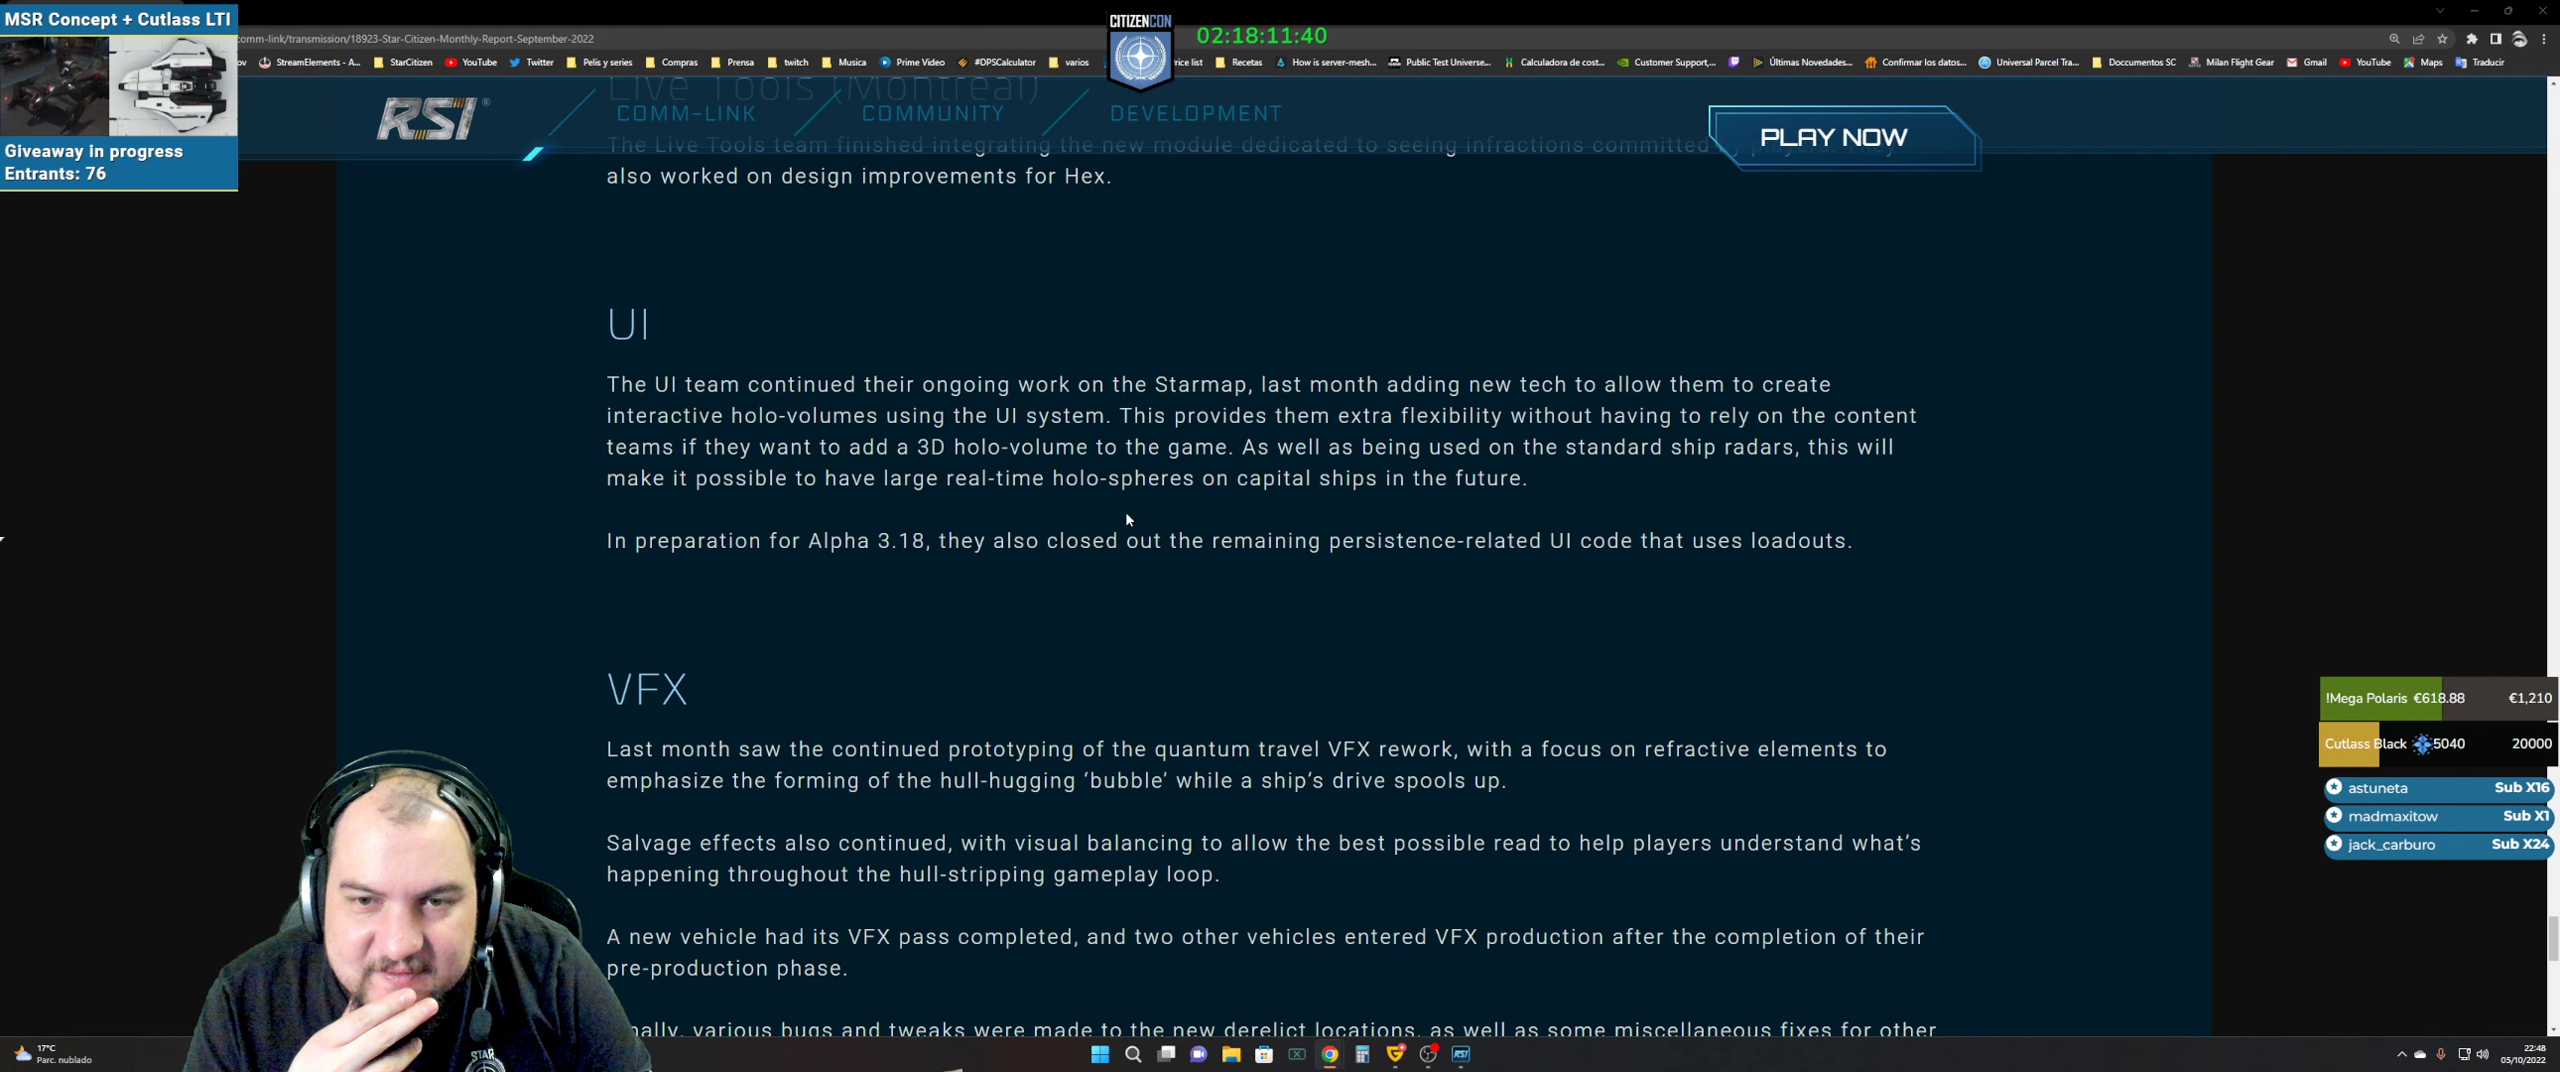 MSR Concept + Cutlass LTI
Giveaway in progress
Entrants: 76
CITIZENCON
02:18:11:40
comm-link/transmission/18923-Star-Citizen-Monthly-Report-September-2022
StreamElements - A... StarCitizen YouTube Twitter Pelis y series Compras Prensa twitch Musica Prime Video #DPSCalculator varios rice list Recetas How is server-mesh... Public Test Universe... Calculadora de cost... Customer Support,... Últimas Novedades... Confirmar los datos... Universal Parcel Tra... Doccumentos SC Milan Flight Gear Gmail YouTube Maps Traducir
RSI
COMM-LINK
COMMUNITY
DEVELOPMENT
PLAY NOW
Live Tools (Montreal)
The Live Tools team finished integrating the new module dedicated to seeing infractions committed
also worked on design improvements for Hex.
UI
The UI team continued their ongoing work on the Starmap, last month adding new tech to allow them to create
interactive holo-volumes using the UI system. This provides them extra flexibility without having to rely on the content
teams if they want to add a 3D holo-volume to the game. As well as being used on the standard ship radars, this will
make it possible to have large real-time holo-spheres on capital ships in the future.
In preparation for Alpha 3.18, they also closed out the remaining persistence-related UI code that uses loadouts.
VFX
Last month saw the continued prototyping of the quantum travel VFX rework, with a focus on refractive elements to
emphasize the forming of the hull-hugging ‘bubble’ while a ship’s drive spools up.
Salvage effects also continued, with visual balancing to allow the best possible read to help players understand what’s
happening throughout the hull-stripping gameplay loop.
A new vehicle had its VFX pass completed, and two other vehicles entered VFX production after the completion of their
pre-production phase.
nally, various bugs and tweaks were made to the new derelict locations, as well as some miscellaneous fixes for other
!Mega Polaris €618.88 €1,210
Cutlass Black 5040 20000
astuneta Sub X16
madmaxitow Sub X1
jack_carburo Sub X24
STAR
17°C
Parc. nublado
RSI
22:48
05/10/2022